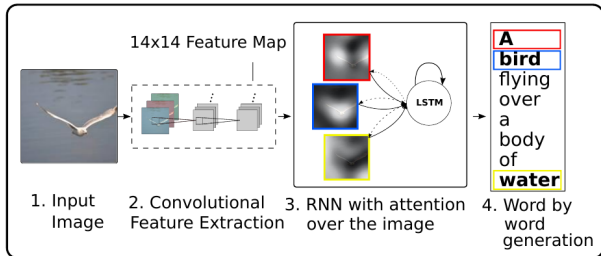 14x14 Feature Map
LSTM
A
bird
flying
over
a
body
of
water
1. Input
Image
2. Convolutional
Feature Extraction
3. RNN with attention
over the image
4. Word by
word
generation